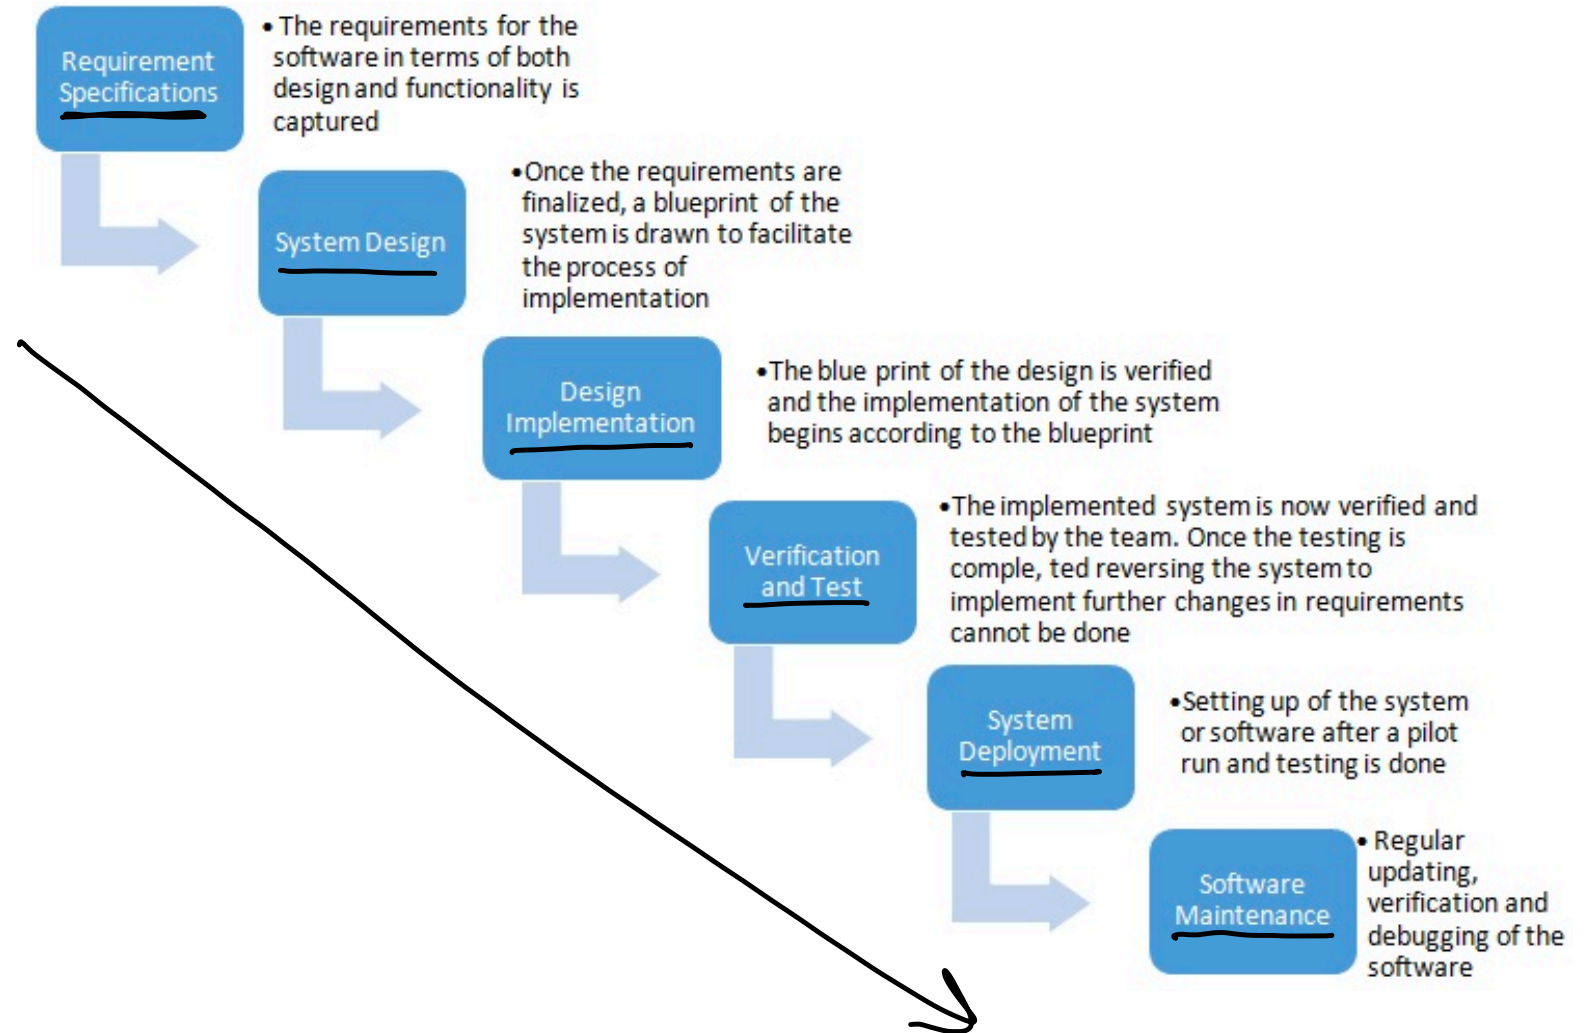 Requirement
Specifications
• The requirements for the
software in terms of both
design and functionality is
captured
System Design
•Once the requirements are
finalized, a blueprint of the
system is drawn to facilitate
the process of
implementation
Design
Implementation
•The blue print of the design is verified
and the implementation of the system
begins according to the blueprint
Verification
and Test
•The implemented system is now verified and
tested by the team. Once the testing is
comple, ted reversing the system to
implement further changes in requirements
cannot be done
System
Deployment
•Setting up of the system
or software after a pilot
run and testing is done
Software
Maintenance
• Regular
updating,
verification and
debugging of the
software